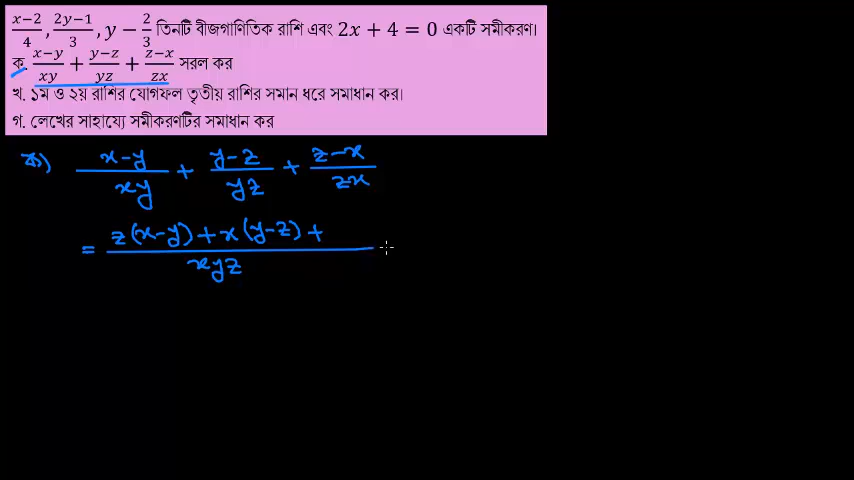 x−2/4, 2y−1/3, y − 2/3 তিনটি বীজগাণিতিক রাশি এবং 2x + 4 = 0 একটি সমীকরণ।
ক. x−y/xy + y−z/yz + z−x/zx সরল কর
খ. ১ম ও ২য় রাশির যোগফল তৃতীয় রাশির সমান ধরে সমাধান কর।
গ. লেখের সাহায্যে সমীকরণটির সমাধান কর
ক) x−y/xy + y−z/yz + z−x/zx
= z(x−y)+x(y−z)+/xyz